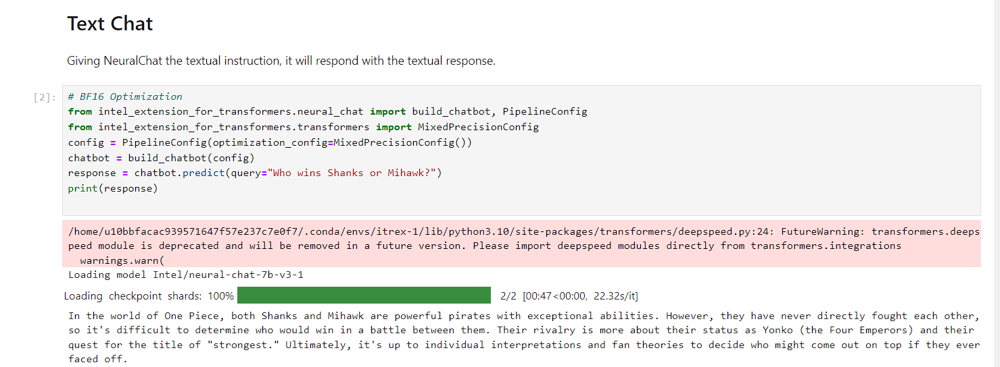 Text Chat
Giving NeuralChat the textual instruction, it will respond with the textual response.
[2]:
# BF16 Optimization
from intel_extension_for_transformers.neural_chat import build_chatbot, PipelineConfig
from intel_extension_for_transformers.transformers import MixedPrecisionConfig
config = PipelineConfig(optimization_config=MixedPrecisionConfig())
chatbot = build_chatbot(config)
response = chatbot.predict(query="Who wins Shanks or Mihawk?")
print(response)
/home/u10bbfacac939571647f57e237c7e0f7/.conda/envs/itrex-1/lib/python3.10/site-packages/transformers/deepspeed.py:24: FutureWarning: transformers.deeps
peed module is deprecated and will be removed in a future version. Please import deepspeed modules directly from transformers.integrations
  warnings.warn(
Loading model Intel/neural-chat-7b-v3-1
Loading checkpoint shards: 100% 2/2 [00:47<00:00, 22.32s/it]
In the world of One Piece, both Shanks and Mihawk are powerful pirates with exceptional abilities. However, they have never directly fought each other,
so it's difficult to determine who would win in a battle between them. Their rivalry is more about their status as Yonko (the Four Emperors) and their
quest for the title of "strongest." Ultimately, it's up to individual interpretations and fan theories to decide who might come out on top if they ever
faced off.